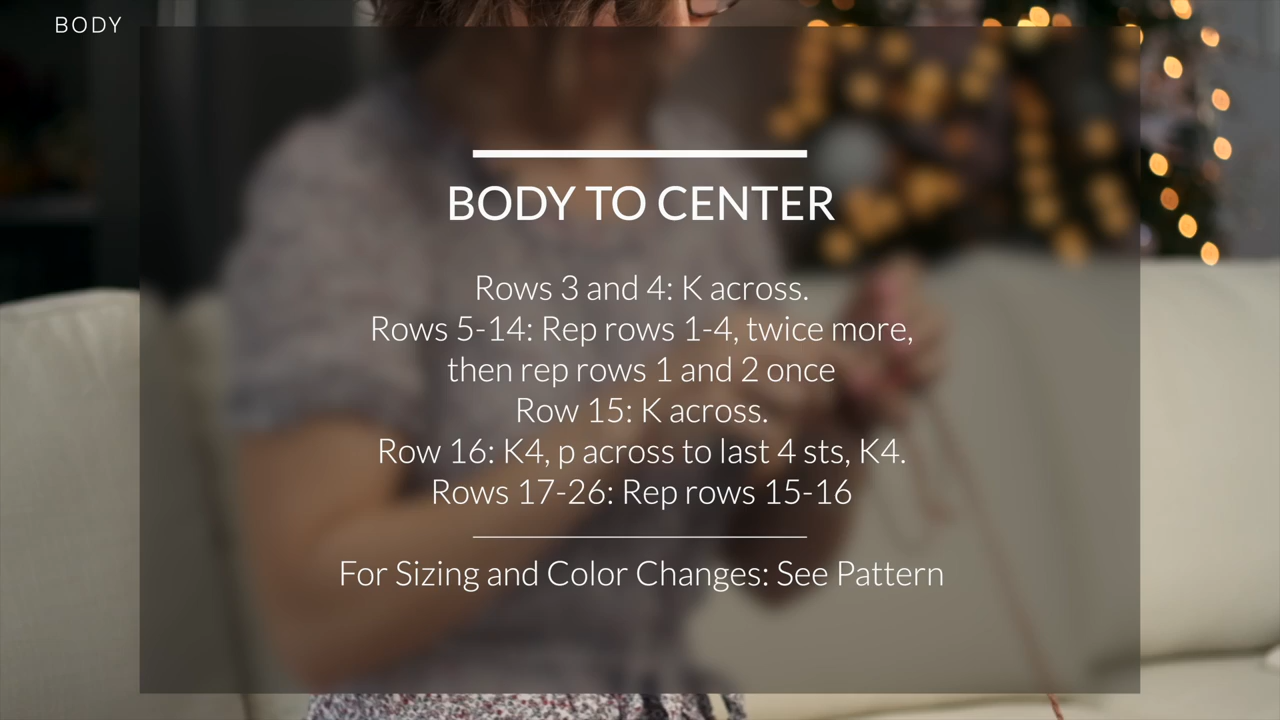 BODY
BODY TO CENTER
Rows 3 and 4: K across.
Rows 5-14: Rep rows 1-4, twice more,
then rep rows 1 and 2 once
Row 15: K across.
Row 16: K4, p across to last 4 sts, K4.
Rows 17-26: Rep rows 15-16
For Sizing and Color Changes: See Pattern